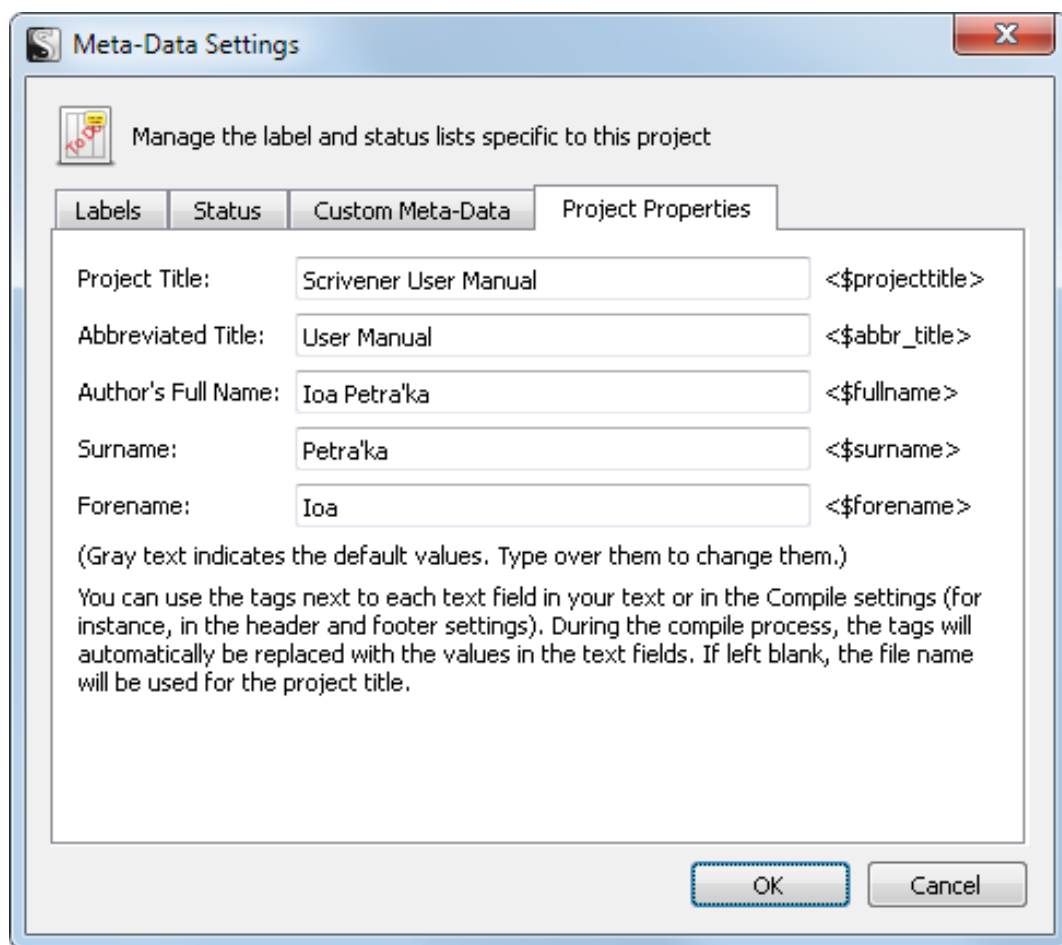 Meta-Data Settings
To Do
Manage the label and status lists specific to this project
Labels Status Custom Meta-Data Project Properties
Project Title: Scrivener User Manual <$projecttitle>
Abbreviated Title: User Manual <$abbr_title>
Author's Full Name: Ioa Petra'ka <$fullname>
Surname: Petra'ka <$surname>
Forename: Ioa <$forename>
(Gray text indicates the default values. Type over them to change them.)
You can use the tags next to each text field in your text or in the Compile settings (for
instance, in the header and footer settings). During the compile process, the tags will
automatically be replaced with the values in the text fields. If left blank, the file name
will be used for the project title.
OK Cancel